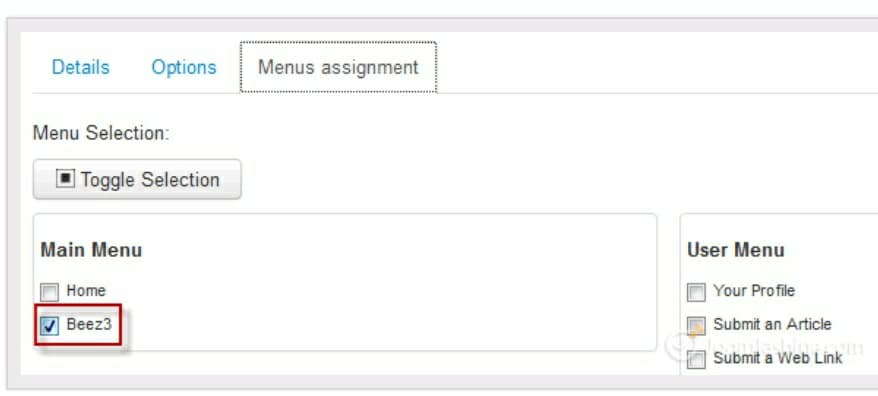 Details Options Menus assignment
Menu Selection:
Toggle Selection
Main Menu
Home
Beez3
User Menu
Your Profile
Submit an Article
Submit a Web Link